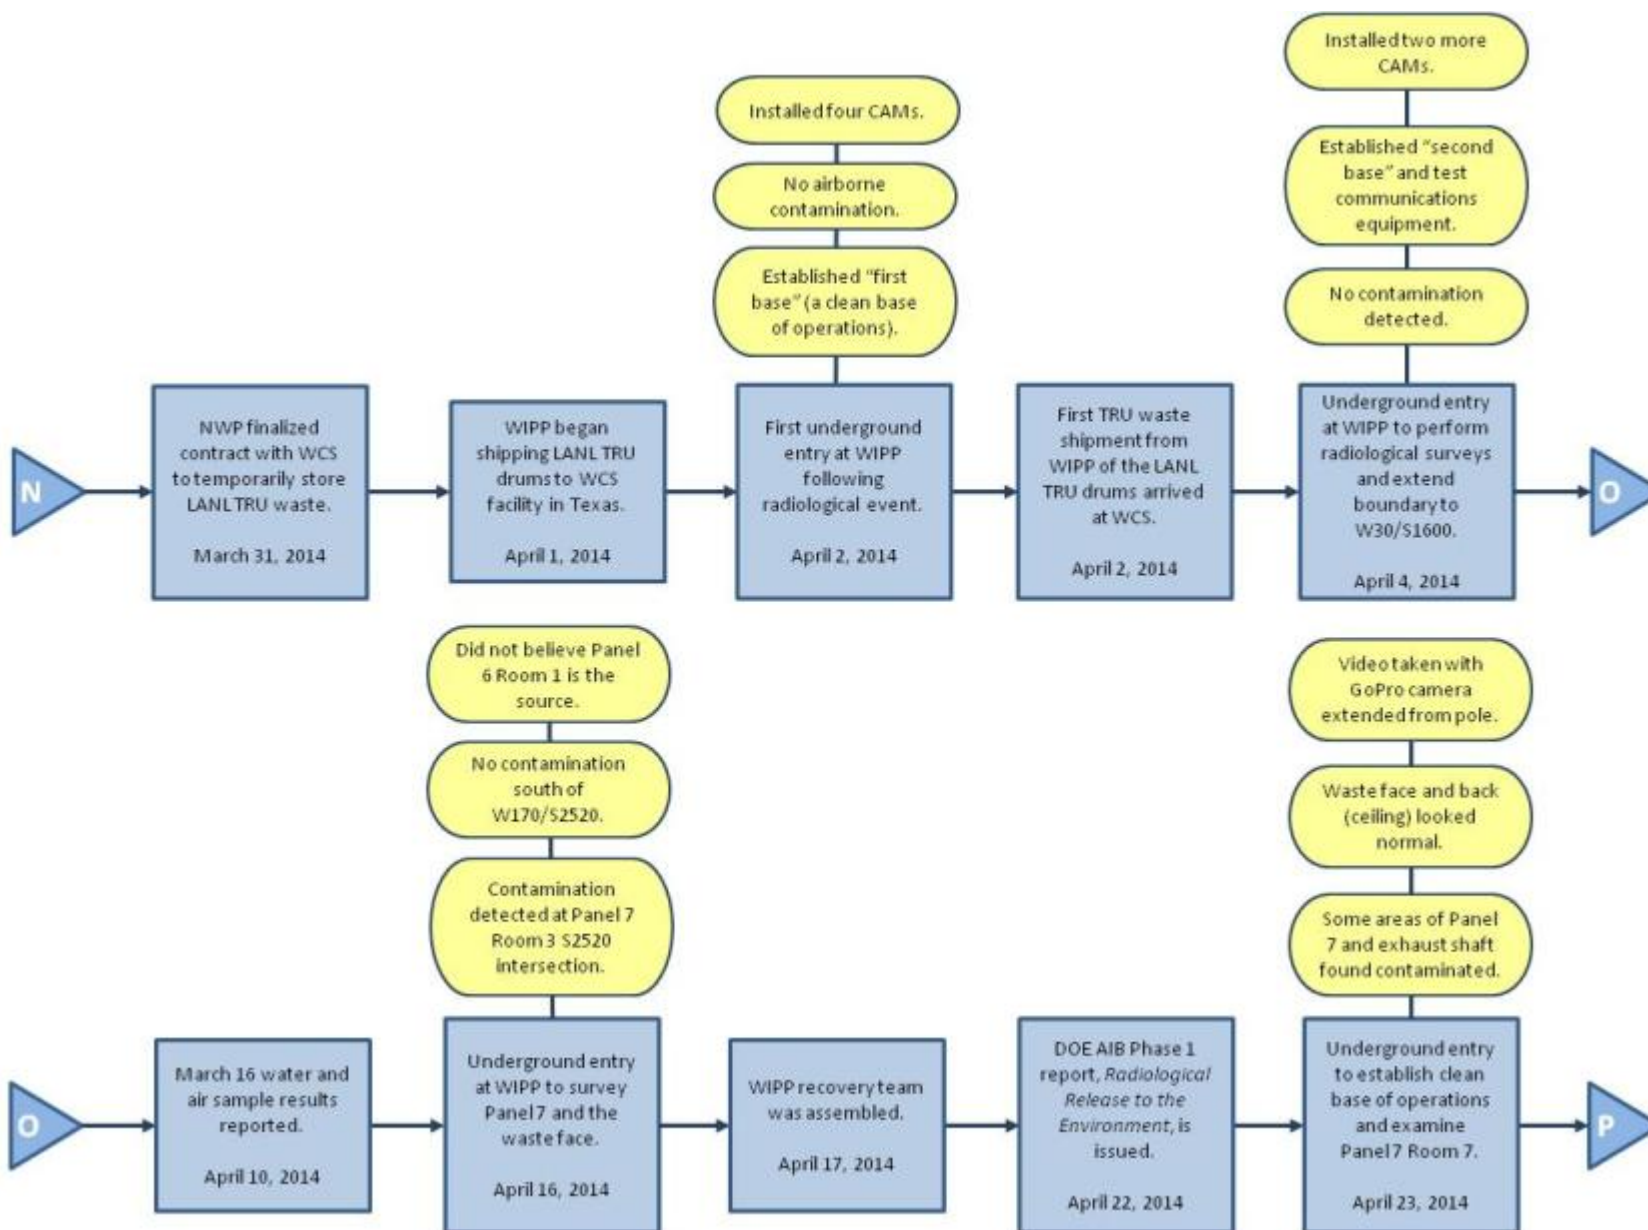 Installed four CAMs.
No airborne
contamination.
Established "first
base" (a clean base
of operations).
Installed two more
CAMs.
Established "second
base" and test
communications
equipment.
No contamination
detected.
N
NWP finalized
contract with WCS
to temporarily store
LANL TRU waste.
March 31, 2014
WIPP began
shipping LANL TRU
drums to WCS
facility in Texas.
April 1, 2014
First underground
entry at WIPP
following
radiological event.
April 2, 2014
First TRU waste
shipment from
WIPP of the LANL
TRU drums arrived
at WCS.
April 2, 2014
Underground entry
at WIPP to perform
radiological surveys
and extend
boundary to
W30/S1600.
April 4, 2014
O
Did not believe Panel
6 Room 1 is the
source.
No contamination
south of
W170/S2520.
Contamination
detected at Panel 7
Room 3 S2520
intersection.
Video taken with
GoPro camera
extended from pole.
Waste face and back
(ceiling) looked
normal.
Some areas of Panel
7 and exhaust shaft
found contaminated.
O
March 16 water and
air sample results
reported.
April 10, 2014
Underground entry
at WIPP to survey
Panel 7 and the
waste face.
April 16, 2014
WIPP recovery team
was assembled.
April 17, 2014
DOE AIB Phase 1
report, Radiological
Release to the
Environment, is
issued.
April 22, 2014
Underground entry
to establish clean
base of operations
and examine
Panel 7 Room 7.
April 23, 2014
P